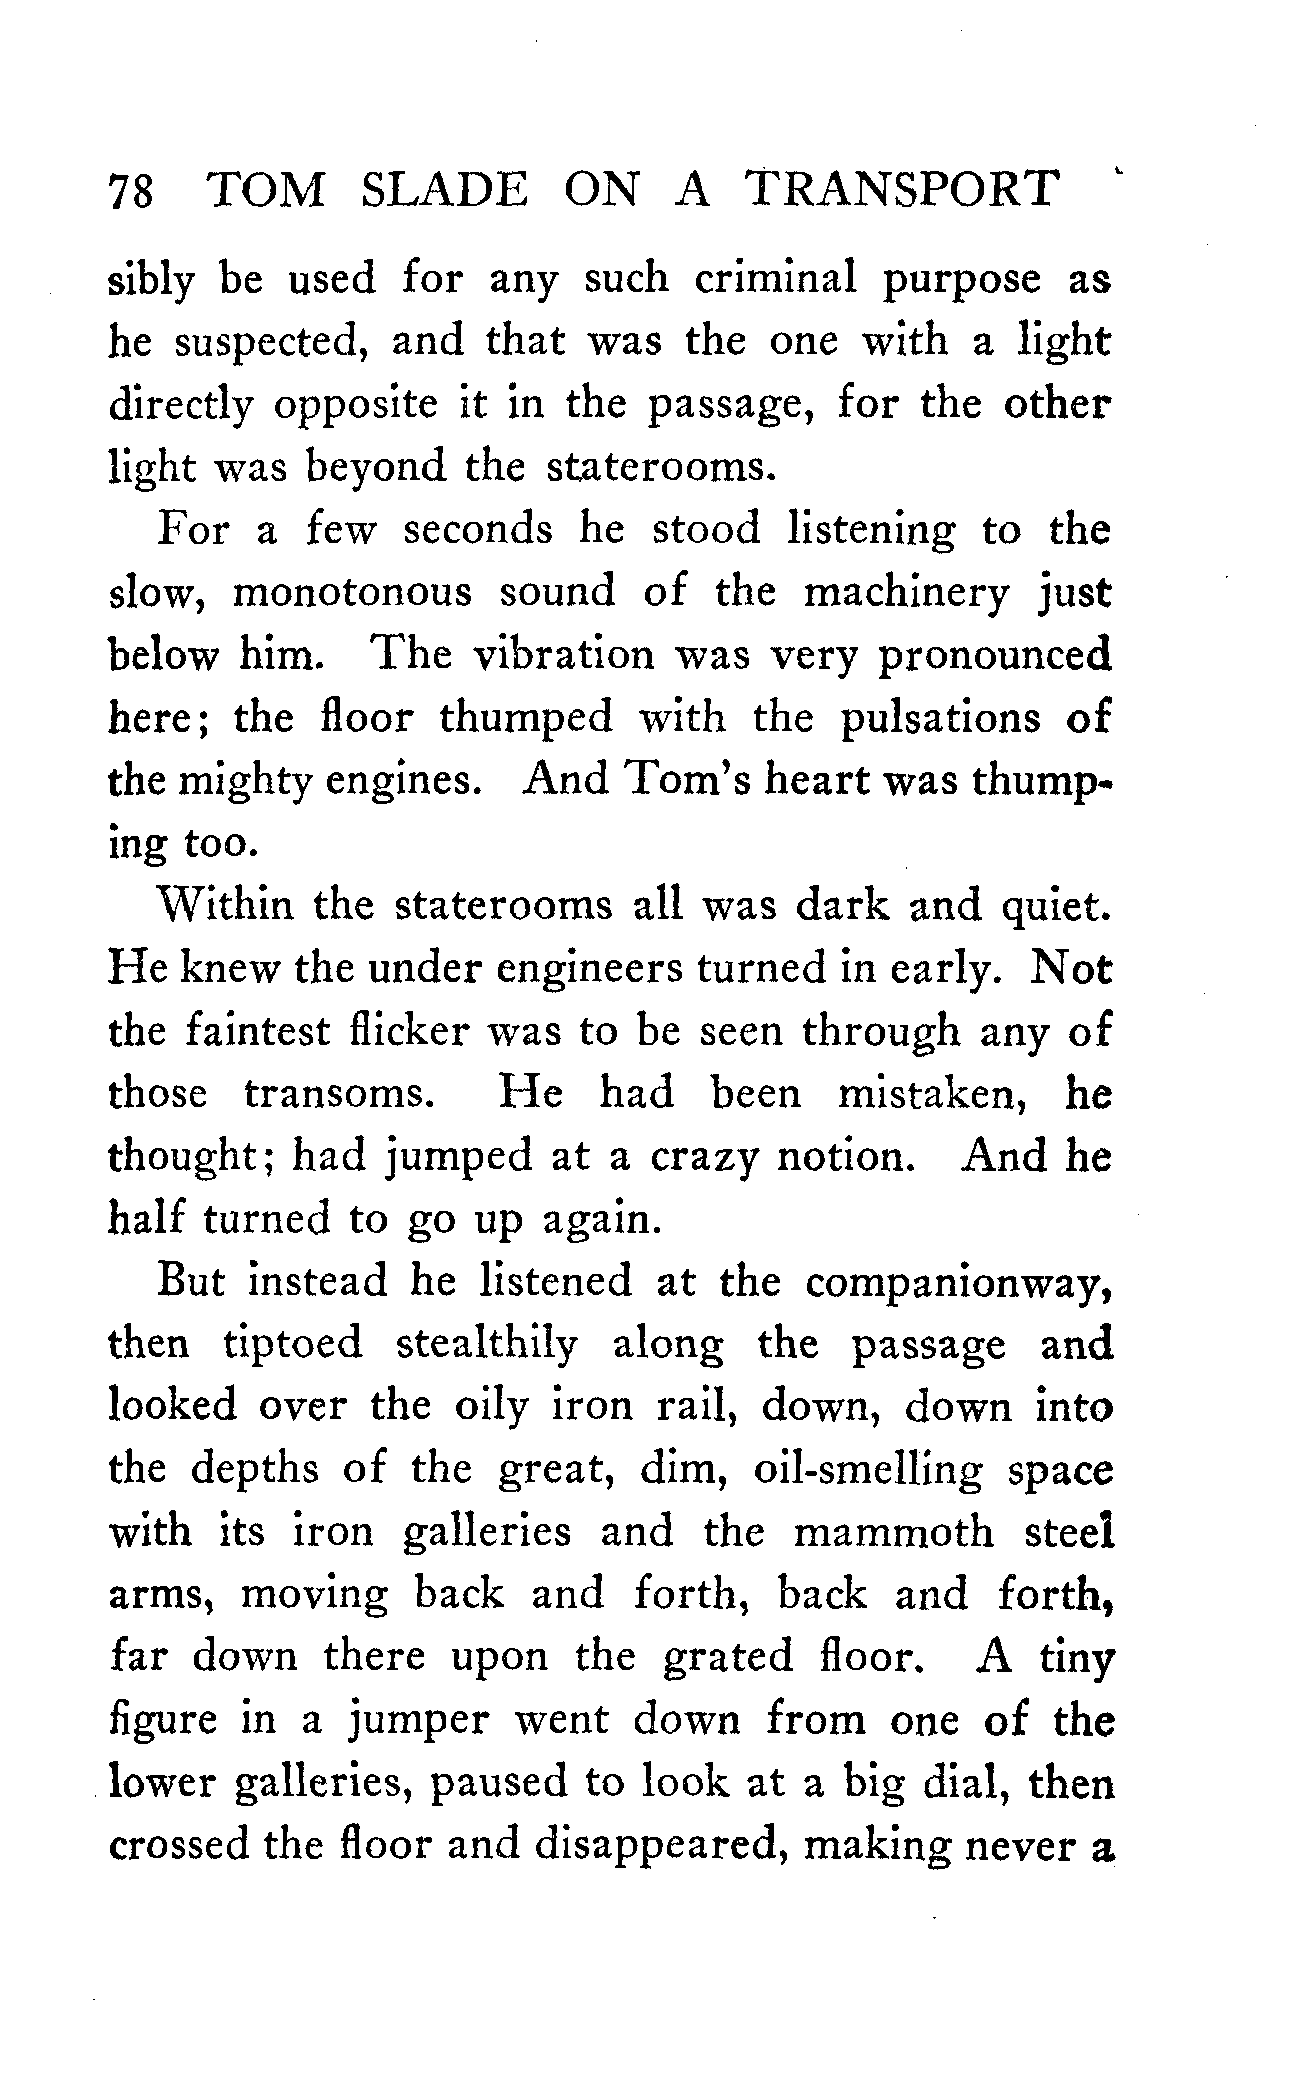 78 TOM SLADE ON A TRANSPORT
sibly be used for any such criminal purpose as
he suspected, and that was the one with a light
directly opposite it in the passage, for the other
light was beyond the staterooms.
For a few seconds he stood listening to the
slow, monotonous sound of the machinery just
below him. The vibration was very pronounced
here; the floor thumped with the pulsations of
the mighty engines. And Tom's heart was thump-
ing too.
Within the staterooms all was dark and quiet.
He knew the under engineers turned in early. Not
the faintest flicker was to be seen through any of
those transoms. He had been mistaken, he
thought; had jumped at a crazy notion. And he
half turned to go up again.
But instead he listened at the companionway,
then tiptoed stealthily along the passage and
looked over the oily iron rail, down, down into
the depths of the great, dim, oil-smelling space
with its iron galleries and the mammoth steel
arms, moving back and forth, back and forth,
far down there upon the grated floor. A tiny
figure in a jumper went down from one of the
lower galleries, paused to look at a big dial, then
crossed the floor and disappeared, making never a